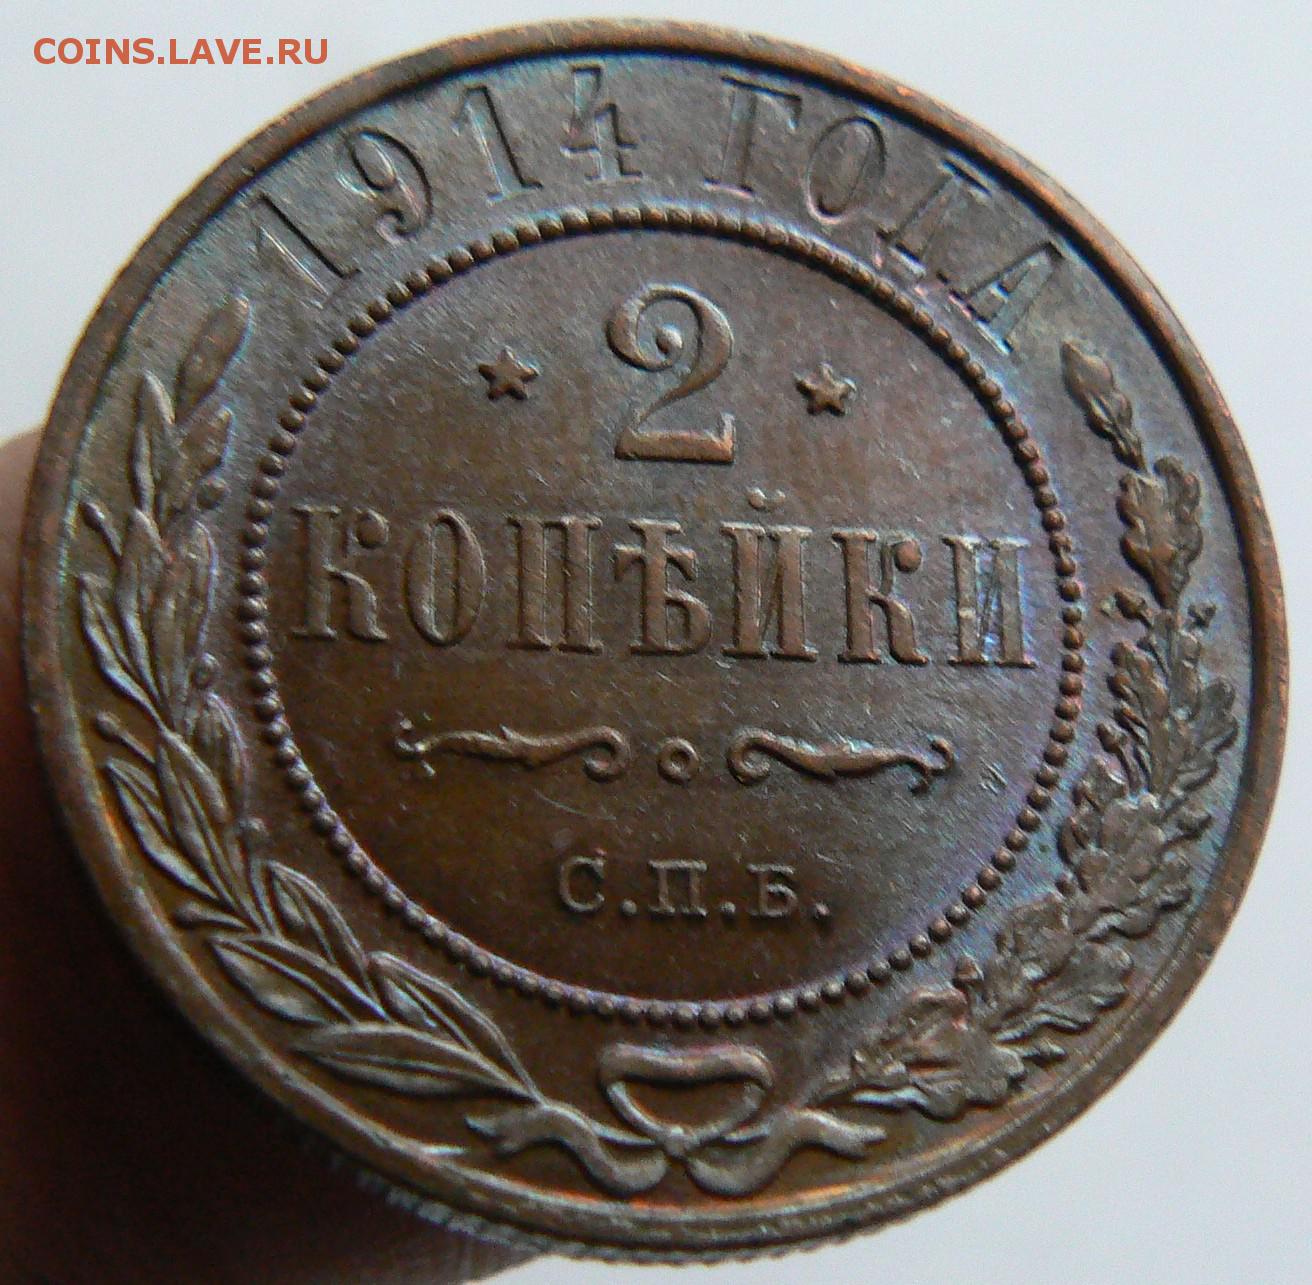 COINS.LAVE.RU
1914 ГОДА
2
КОПѢЙКИ
С.П.Б.